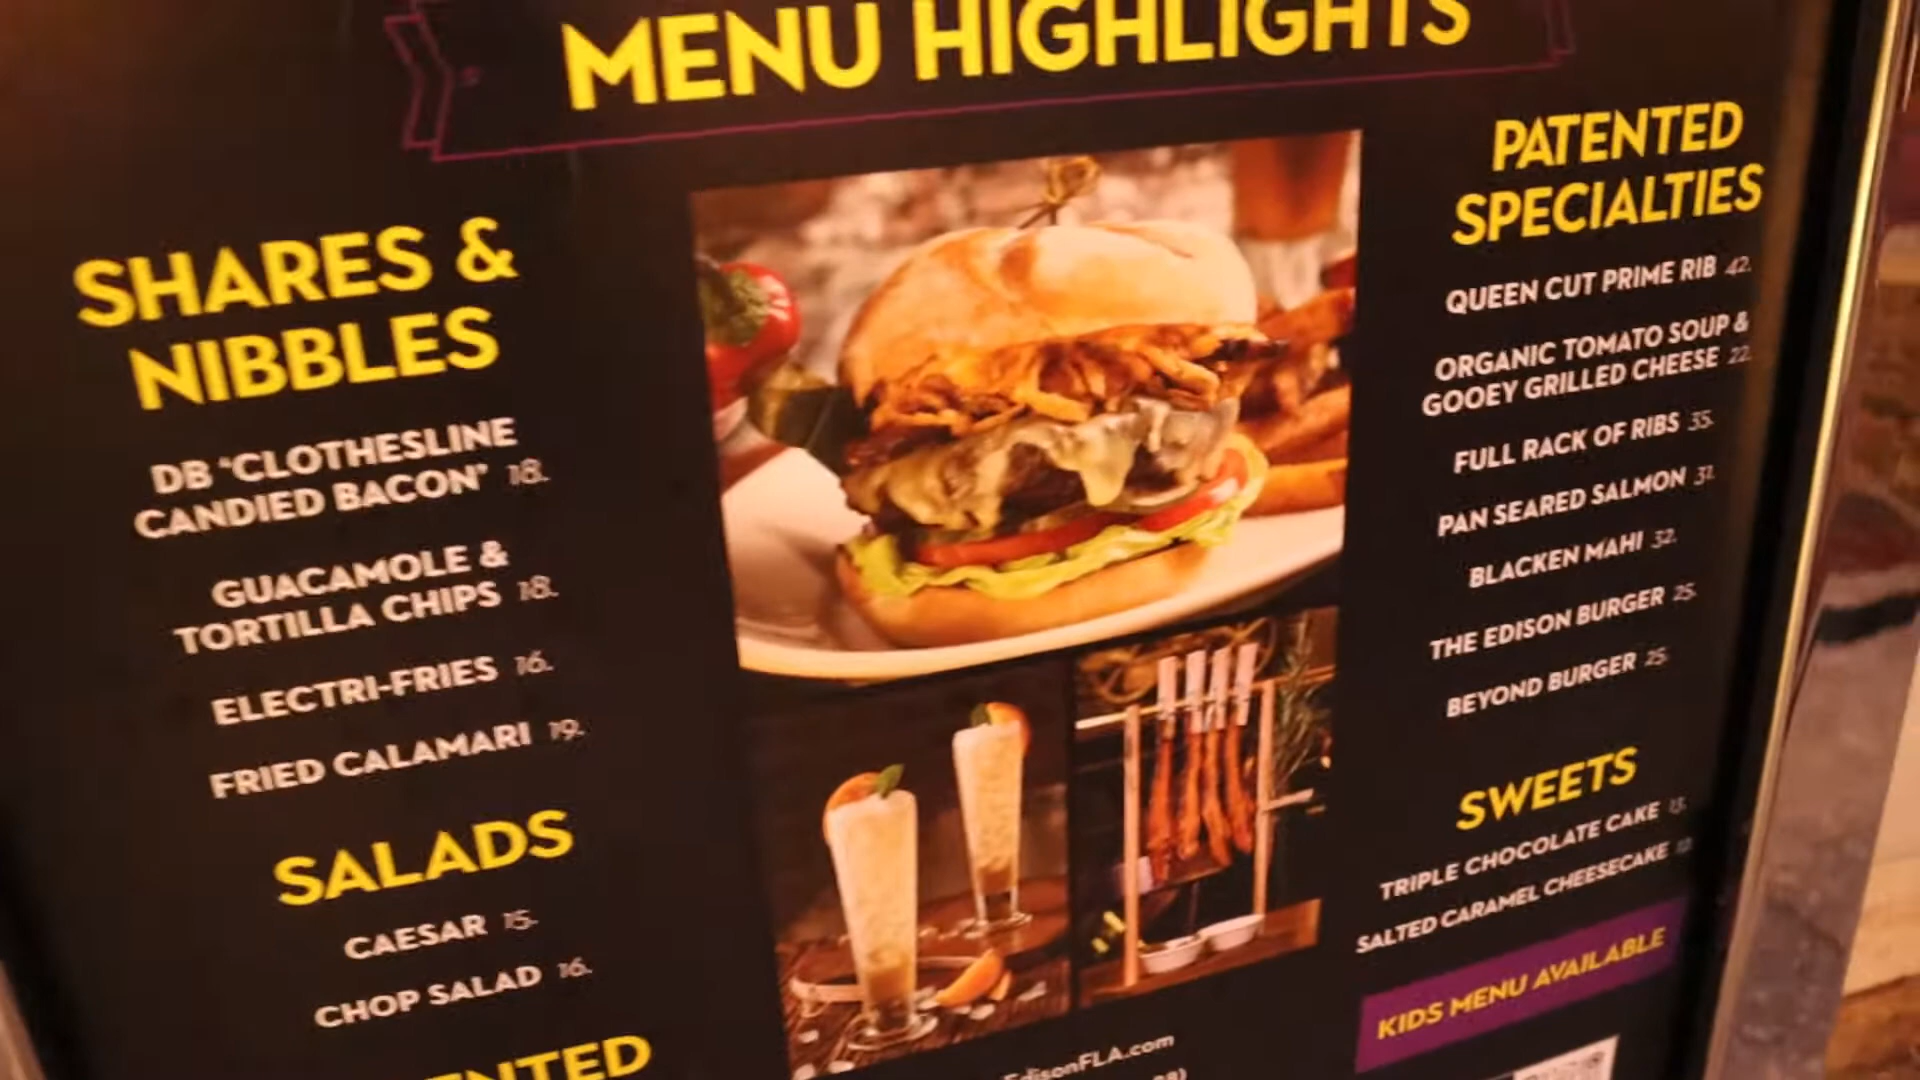 MENU HIGHLIGHTS
SHARES &
NIBBLES
DB "CLOTHESLINE
CANDIED BACON" 18.
GUACAMOLE &
TORTILLA CHIPS 18.
ELECTRI-FRIES 16.
FRIED CALAMARI 19.
SALADS
CAESAR 15.
CHOP SALAD 16.
PATENTED
SPECIALTIES
QUEEN CUT PRIME RIB 42.
ORGANIC TOMATO SOUP &
GOOEY GRILLED CHEESE 22.
FULL RACK OF RIBS 35.
PAN SEARED SALMON 31.
BLACKEN MAHI 32.
THE EDISON BURGER 25.
BEYOND BURGER 25.
SWEETS
TRIPLE CHOCOLATE CAKE
SALTED CARAMEL CHEESECAKE
KIDS MENU AVAILABLE
EdisonFLA.com